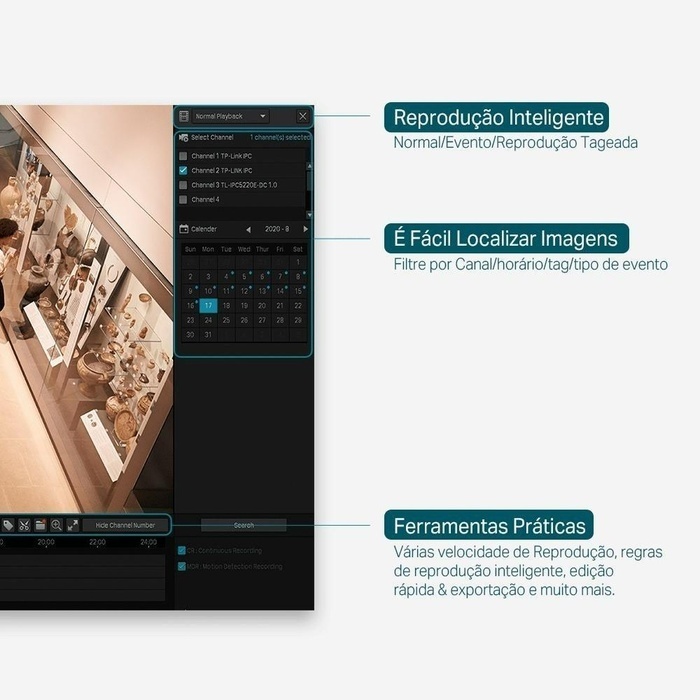 Normal Playback
Select Channel 1 channel(s) selected
Channel 1 TP-Link IPC
Channel 2 TP-LINK IPC
Channel 3 TL-IPC5220E-DC 1.0
Channel 4
Calender 2020 - 8
Sun Mon Tue Wed Thur Fri Sat
1
2 3 4 5 6 7 8
9 10 11 12 13 14 15
16 17 18 19 20 21 22
23 24 25 26 27 28 29
30 31
Hide Channel Number
Search
20:00 22:00 24:00
CR : Continuous Recording
MDR : Motion Detection Recording
Reprodução Inteligente
Normal/Evento/Reprodução Tageada
É Fácil Localizar Imagens
Filtre por Canal/horário/tag/tipo de evento
Ferramentas Práticas
Várias velocidade de Reprodução, regras
de reprodução inteligente, edição
rápida & exportação e muito mais.